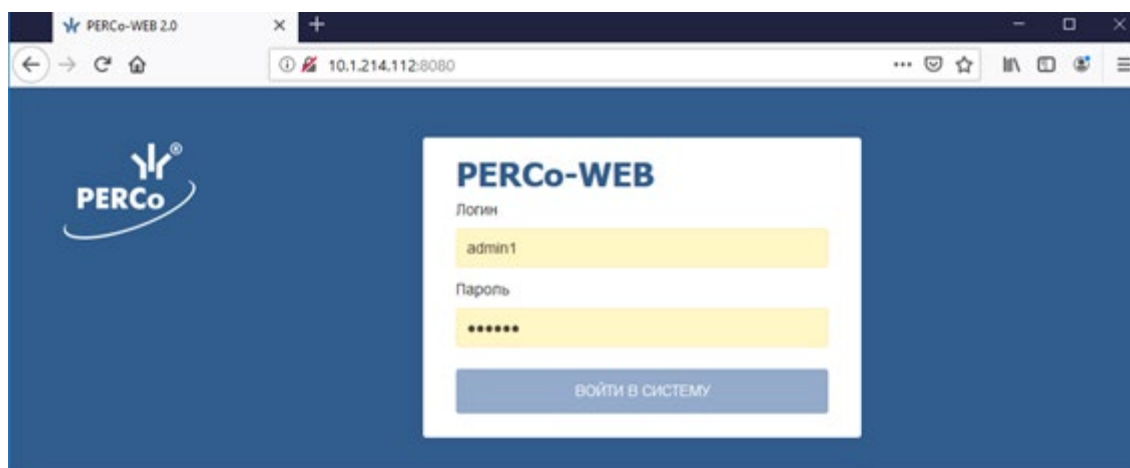 PERCo-WEB 2.0
10.1.214.112:8080
PERCo®
PERCo-WEB
Логин
admin1
Пароль
••••••
ВОЙТИ В СИСТЕМУ